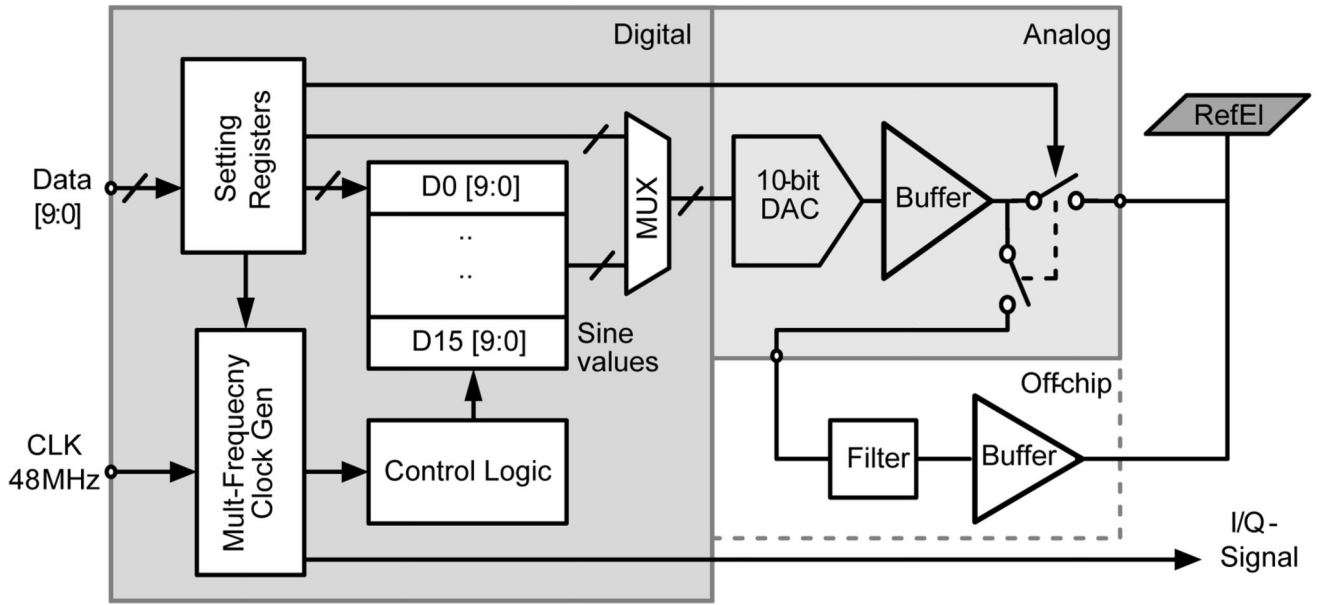 Digital
Analog
Setting
Registers
RefEl
Data
[9:0]
D0 [9:0]
..
..
D15 [9:0]
MUX
10-bit
DAC
Buffer
Sine
values
Off-chip
CLK
48MHz
Mult-Frequecny
Clock Gen
Control Logic
Filter
Buffer
I/Q-
Signal